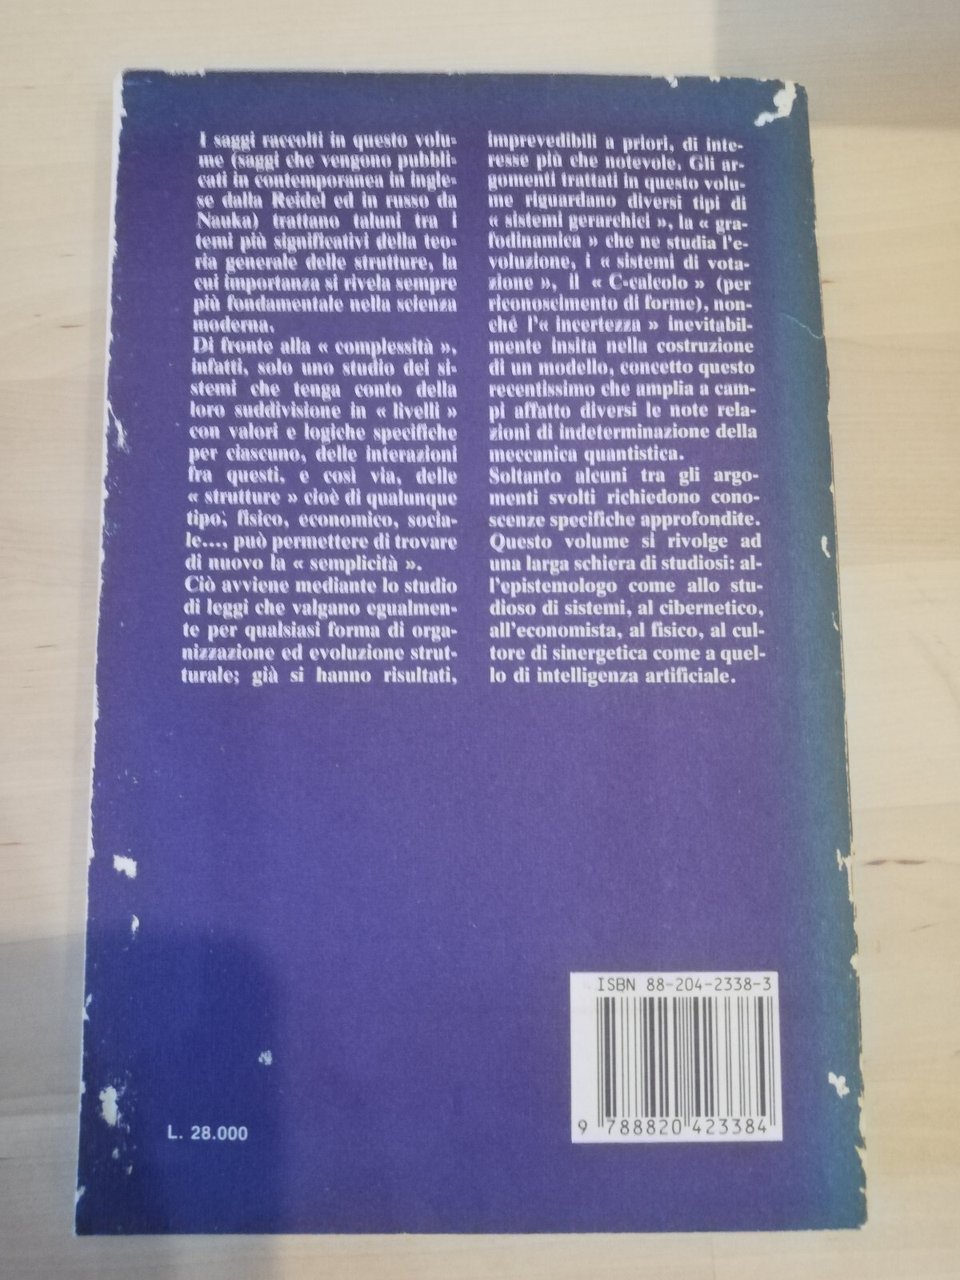 I saggi raccolti in questo volu-
me (saggi che vengono pubbli-
cati in contemporanea in ingle-
se dalla Reidel ed in russo da
Nauka) trattano taluni tra i
temi più significativi della teo-
ria generale delle strutture, la
cui importanza si rivela sempre
più fondamentale nella scienza
moderna.
Di fronte alla « complessità »,
infatti, solo uno studio dei si-
stemi che tenga conto della
loro suddivisione in « livelli »
con valori e logiche specifiche
per ciascuno, delle interazioni
fra questi, e così via, delle
« strutture » cioè di qualunque
tipo, fisico, economico, socia-
le..., può permettere di trovare
di nuovo la « semplicità ».
Ciò avviene mediante lo studio
di leggi che valgano egualmen-
te per qualsiasi forma di orga-
nizzazione ed evoluzione strut-
turale; già si hanno risultati,
imprevedibili a priori, di inte-
resse più che notevole. Gli ar-
gomenti trattati in questo volu-
me riguardano diversi tipi di
« sistemi gerarchici », la « gra-
fodinamica » che ne studia l'e-
voluzione, i « sistemi di vota-
zione », il « C-calcolo » (per
riconoscimento di forme), non-
ché l'« incertezza » inevitabil-
mente insita nella costruzione
di un modello, concetto questo
recentissimo che amplia a cam-
pi affatto diversi le note rela-
zioni di indeterminazione della
meccanica quantistica.
Soltanto alcuni tra gli argo-
menti svolti richiedono cono-
scenze specifiche approfondite.
Questo volume si rivolge ad
una larga schiera di studiosi: al-
l'epistemologo come allo stu-
dioso di sistemi, al cibernetico,
all'economista, al fisico, al cul-
tore di sinergetica come a quel-
lo di intelligenza artificiale.
ISBN 88-204-2338-3
9 788820 423384
L. 28.000